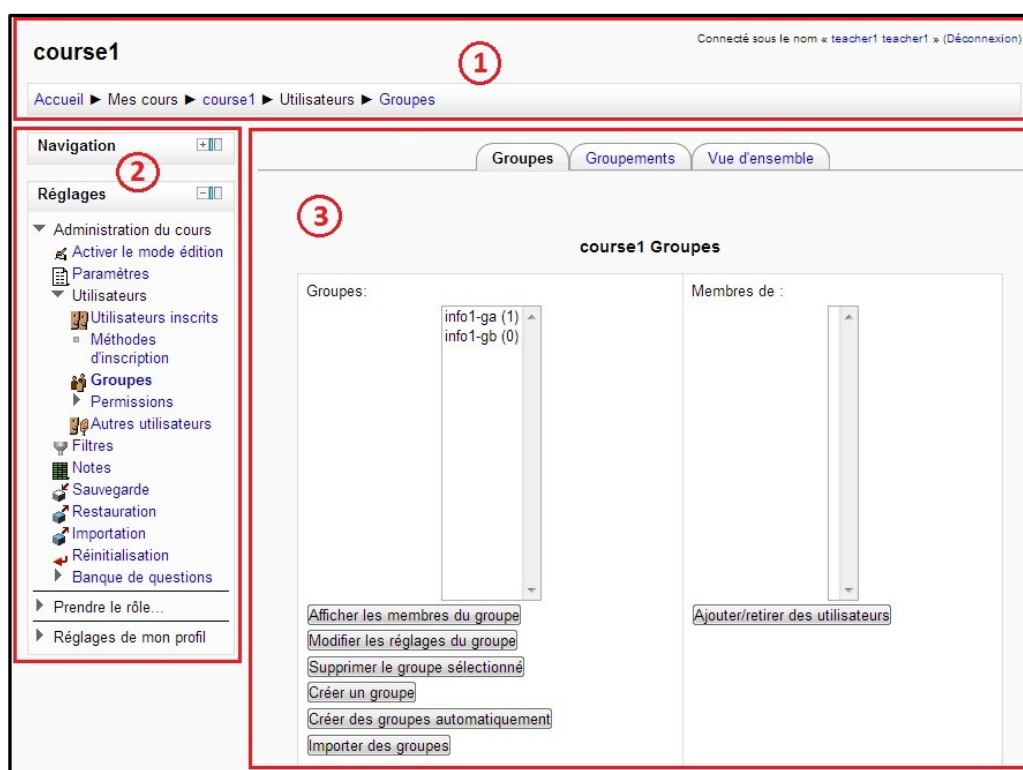 course1
Connecté sous le nom « teacher1 teacher1 » (Déconnexion)
1
Accueil ► Mes cours ► course1 ► Utilisateurs ► Groupes
Navigation
2
Réglages
Administration du cours
Activer le mode édition
Paramètres
Utilisateurs
Utilisateurs inscrits
Méthodes
d'inscription
Groupes
Permissions
Autres utilisateurs
Filtres
Notes
Sauvegarde
Restauration
Importation
Réinitialisation
Banque de questions
Prendre le rôle...
Réglages de mon profil
Groupes Groupements Vue d'ensemble
3
course1 Groupes
Groupes:
info1-ga (1)
info1-gb (0)
Afficher les membres du groupe
Modifier les réglages du groupe
Supprimer le groupe sélectionné
Créer un groupe
Créer des groupes automatiquement
Importer des groupes
Membres de :
Ajouter/retirer des utilisateurs